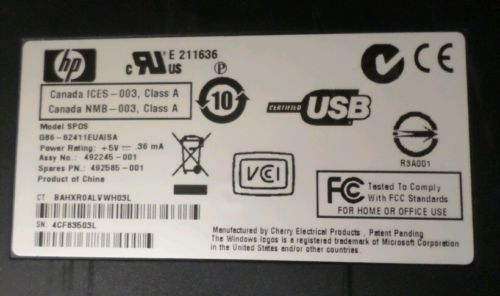 hp
c RU US
E 211636
P
Canada ICES-003, Class A
Canada NMB-003, Class A
10
CERTIFIED USB
C CE
Model SPOS
G86-62411EUAISA
Power Rating: +5V ⎓ .36 mA
Assy No.: 492245-001
Spares PN.: 492585-001
Product of China
VCI
R3A001
FC Tested To Comply
With FCC Standards
FOR HOME OR OFFICE USE
CT: BAHXR0ALVWH03L
SN: 4CF83503L
Manufactured by Cherry Electrical Products , Patent Pending
The Windows logos is a registered trademark of Microsoft Corporation
in the United States and/or other countries.